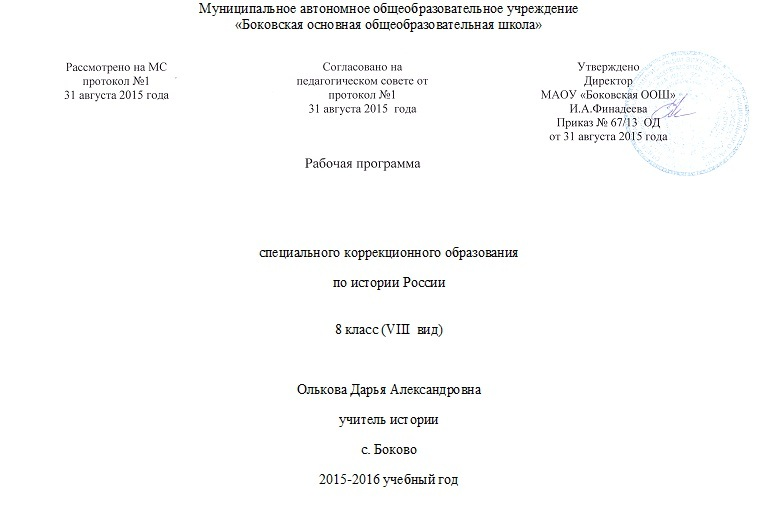 Муниципальное автономное общеобразовательное учреждение
«Боковская основная общеобразовательная школа»
Рассмотрено на МС
протокол №1
31 августа 2015 года
Согласовано на
педагогическом совете от
протокол №1
31 августа 2015 года
Утверждено
Директор
МАОУ «Боковская ООШ»
И.А.Финадеева
Приказ № 67/13 ОД
от 31 августа 2015 года
Рабочая программа
специального коррекционного образования
по истории России
8 класс (VIII вид)
Олькова Дарья Александровна
учитель истории
с. Боково
2015-2016 учебный год